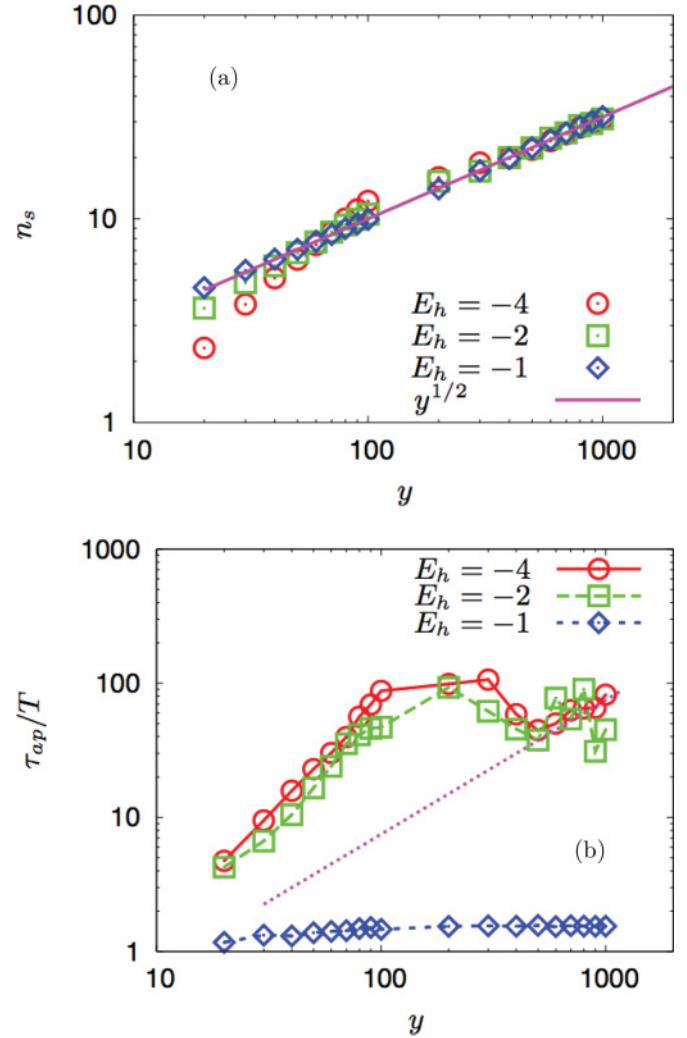 100
(a)
10
n_s
E_h = −4
E_h = −2
E_h = −1
y^{1/2}
1
10 100 1000
y
1000
E_h = −4
E_h = −2
E_h = −1
100
τ_{ap}/T
10
(b)
1
10 100 1000
y